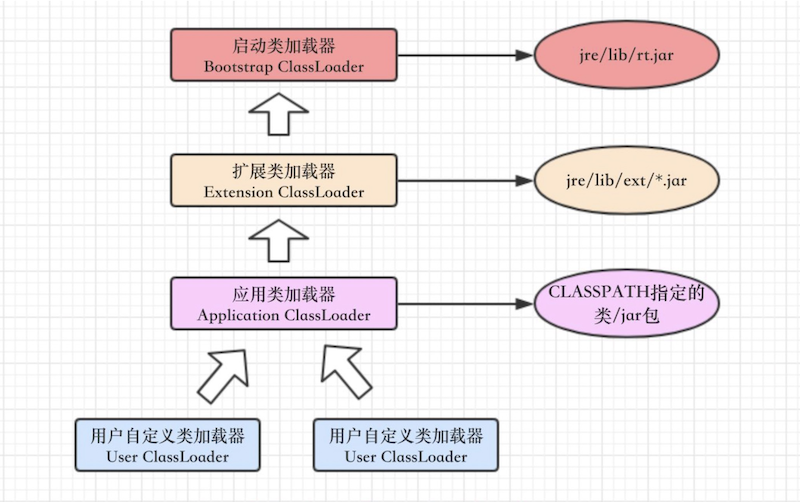 启动类加载器
Bootstrap ClassLoader
jre/lib/rt.jar
扩展类加载器
Extension ClassLoader
jre/lib/ext/*.jar
应用类加载器
Application ClassLoader
CLASSPATH指定的
类/jar包
用户自定义类加载器
User ClassLoader
用户自定义类加载器
User ClassLoader